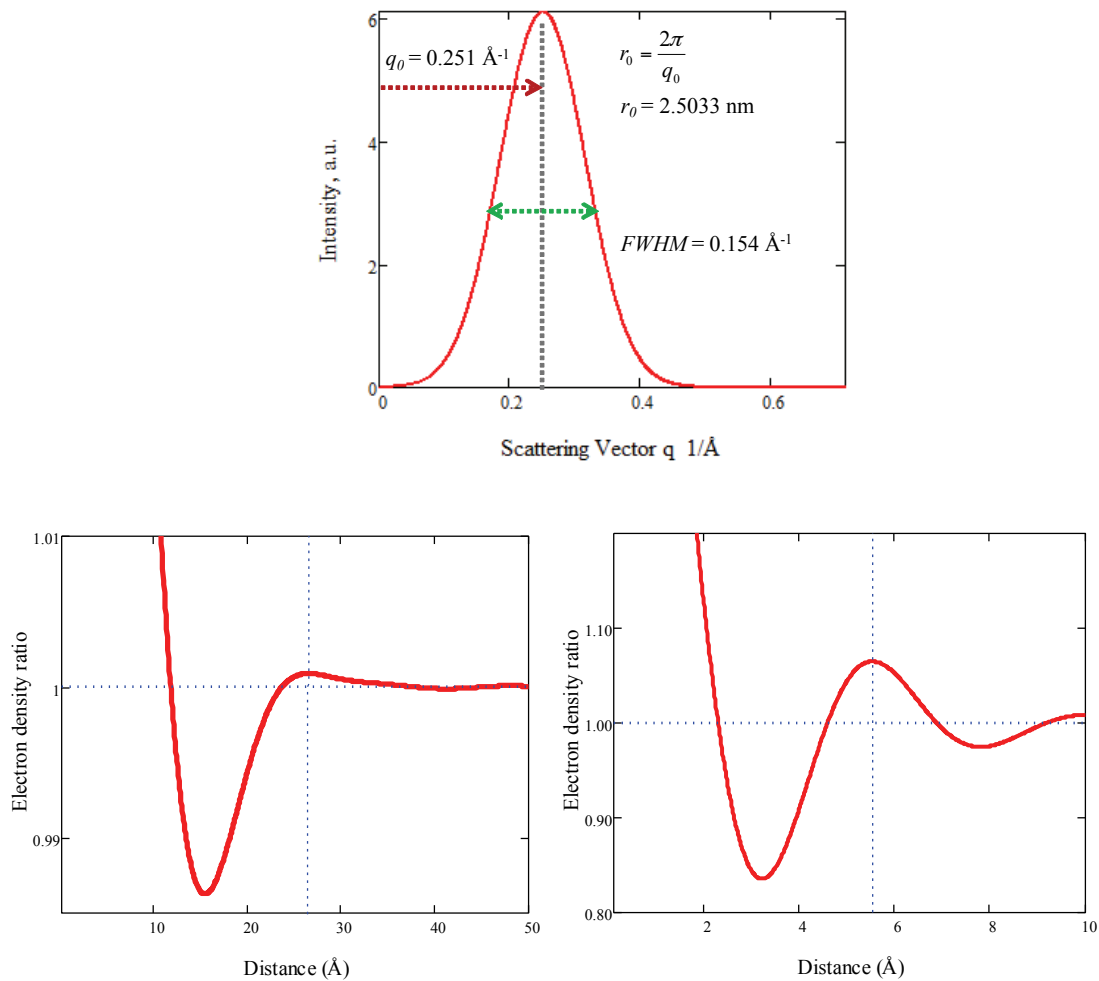 6
4
2
0
Intensity, a.u.
q₀ = 0.251 Å⁻¹
r₀ = 2π / q₀
r₀ = 2.5033 nm
FWHM = 0.154 Å⁻¹
0 0.2 0.4 0.6
Scattering Vector q 1/Å
1.01
1
0.99
Electron density ratio
10 20 30 40 50
Distance (Å)
1.10
1.00
0.90
0.80
Electron density ratio
2 4 6 8 10
Distance (Å)